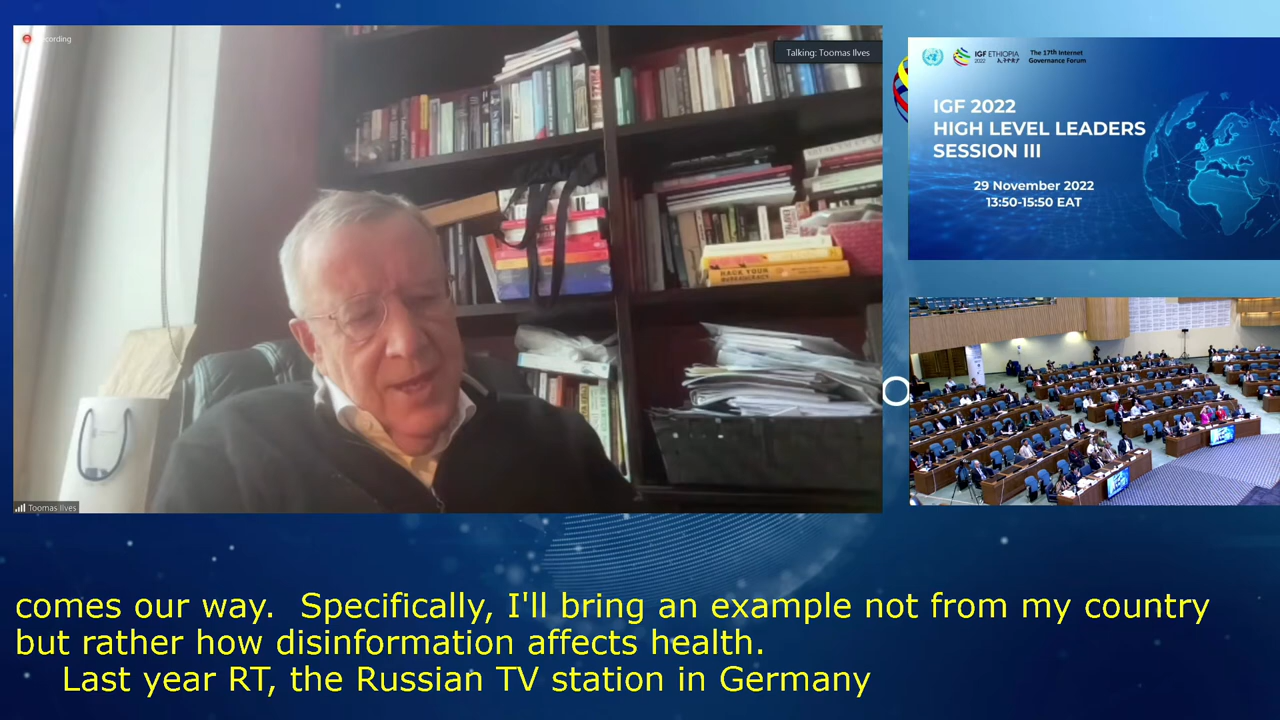 Recording
Talking: Toomas Ilves
HACK YOUR
BUREAUCRACY
Toomas Ilves
IGF ETHIOPIA
2022 ኢትዮጵያ
The 17th Internet
Governance Forum
IGF 2022
HIGH LEVEL LEADERS
SESSION III
29 November 2022
13:50-15:50 EAT
comes our way. Specifically, I'll bring an example not from my country
but rather how disinformation affects health.
Last year RT, the Russian TV station in Germany